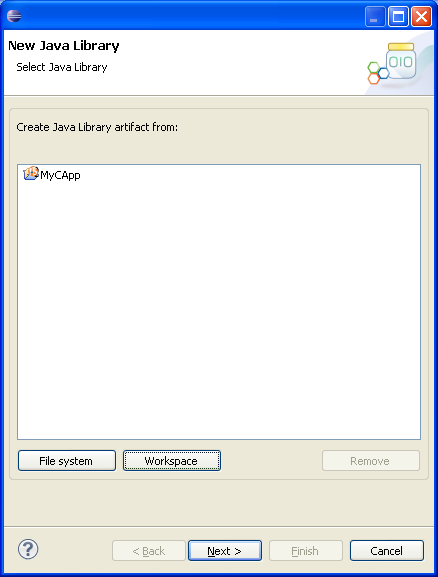 New Java Library
Select Java Library
010
Create Java Library artifact from:
MyCApp
File system
Workspace
Remove
?
< Back
Next >
Finish
Cancel